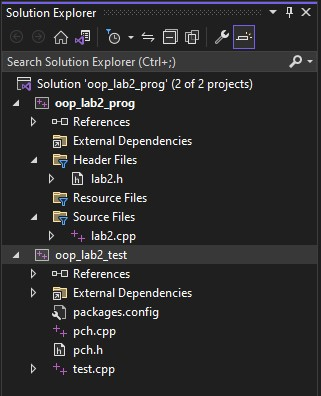 Solution Explorer
Search Solution Explorer (Ctrl+;)
Solution 'oop_lab2_prog' (2 of 2 projects)
oop_lab2_prog
References
External Dependencies
Header Files
lab2.h
Resource Files
Source Files
lab2.cpp
oop_lab2_test
References
External Dependencies
packages.config
pch.cpp
pch.h
test.cpp